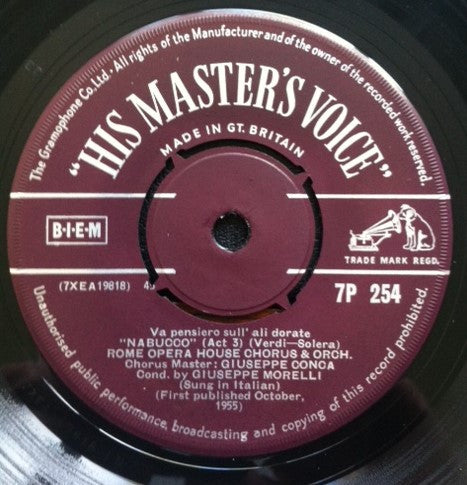 The Gramophone Co., Ltd. · All rights of the Manufacturer and of the owner of the recorded work reserved.
"HIS MASTER'S VOICE"
MADE IN GT. BRITAIN
B·I·E·M
TRADE MARK REGD.
(7XEA19818) 45
7P 254
Va pensiero sull' ali dorate
"NABUCCO" (Act 3) (Verdi—Solera)
ROME OPERA HOUSE CHORUS & ORCH.
Chorus Master: GIUSEPPE CONCA
Cond. by GIUSEPPE MORELLI
(Sung in Italian)
(First published October,
1955)
Unauthorised public performance, broadcasting and copying of this record prohibited.